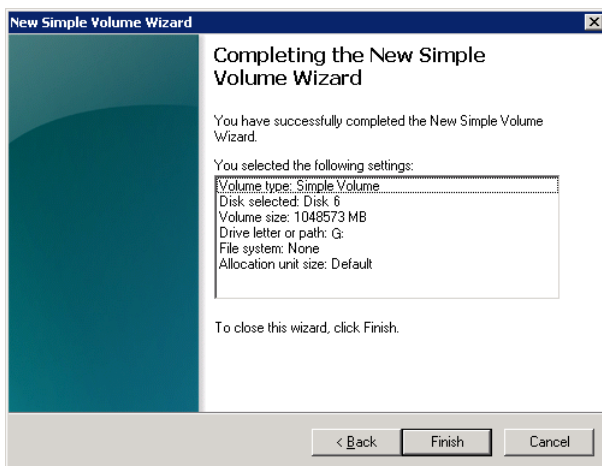 New Simple Volume Wizard
Completing the New Simple
Volume Wizard
You have successfully completed the New Simple Volume
Wizard.
You selected the following settings:
Volume type: Simple Volume
Disk selected: Disk 6
Volume size: 1048573 MB
Drive letter or path: G:
File system: None
Allocation unit size: Default
To close this wizard, click Finish.
< Back
Finish
Cancel